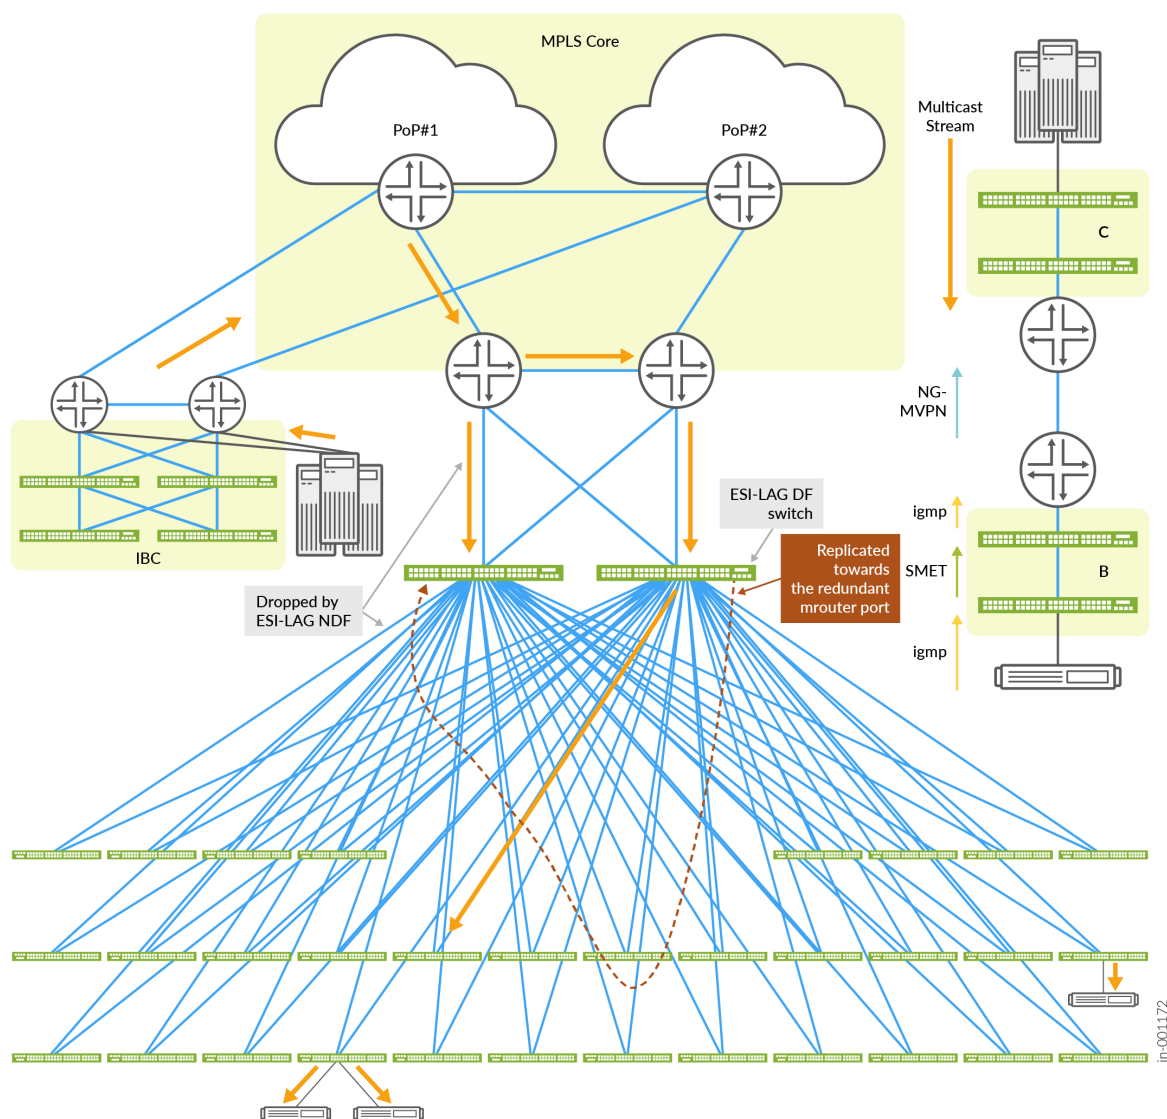 MPLS Core
PoP#1
PoP#2
Multicast
Stream
C
NG-
MVPN
igmp
SMET
B
igmp
IBC
ESI-LAG DF
switch
Replicated
towards
the redundant
mrouter port
Dropped by
ESI-LAG NDF
jn-001172